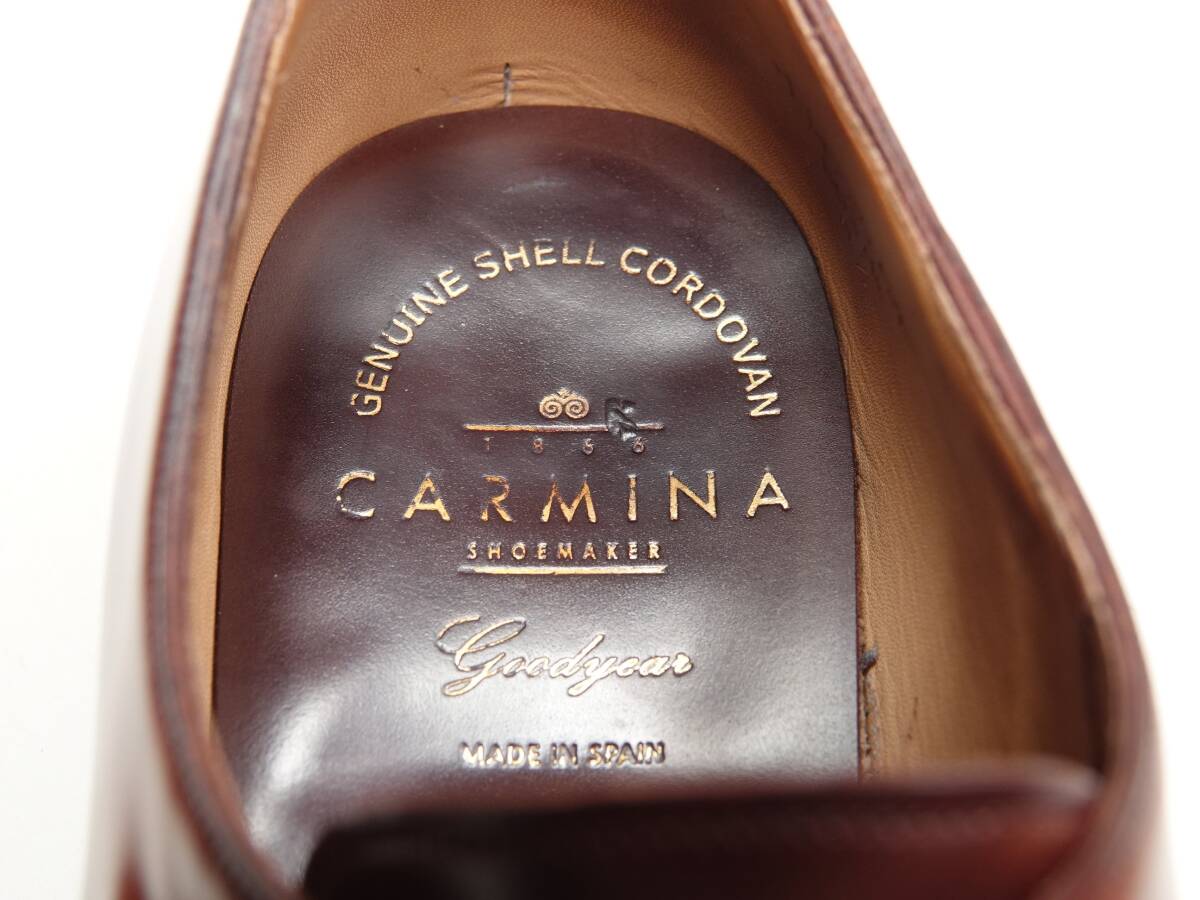 GENUINE SHELL CORDOVAN
1866
CARMINA
SHOEMAKER
Goodyear
MADE IN SPAIN